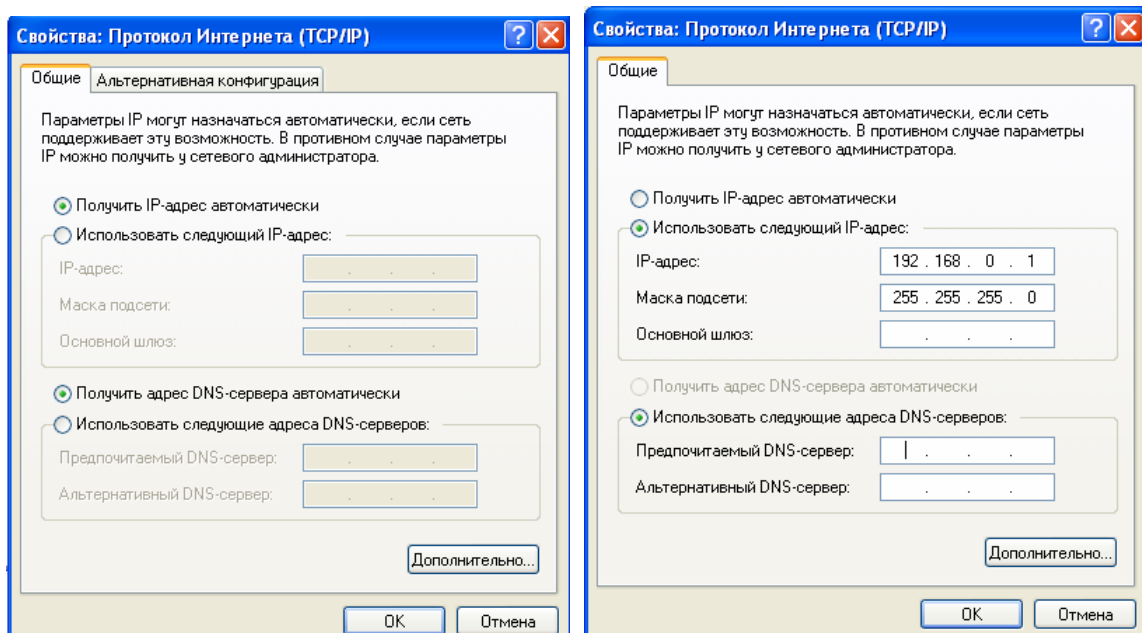 Свойства: Протокол Интернета (TCP/IP)
Общие
Альтернативная конфигурация
Параметры IP могут назначаться автоматически, если сеть
поддерживает эту возможность. В противном случае параметры
IP можно получить у сетевого администратора.
Получить IP-адрес автоматически
Использовать следующий IP-адрес:
IP-адрес:
Маска подсети:
Основной шлюз:
Получить адрес DNS-сервера автоматически
Использовать следующие адреса DNS-серверов:
Предпочитаемый DNS-сервер:
Альтернативный DNS-сервер:
Дополнительно...
OK
Отмена
Свойства: Протокол Интернета (TCP/IP)
Общие
Параметры IP могут назначаться автоматически, если сеть
поддерживает эту возможность. В противном случае параметры
IP можно получить у сетевого администратора.
Получить IP-адрес автоматически
Использовать следующий IP-адрес:
IP-адрес: 192 . 168 . 0 . 1
Маска подсети: 255 . 255 . 255 . 0
Основной шлюз:
Получить адрес DNS-сервера автоматически
Использовать следующие адреса DNS-серверов:
Предпочитаемый DNS-сервер:
Альтернативный DNS-сервер:
Дополнительно...
OK
Отмена